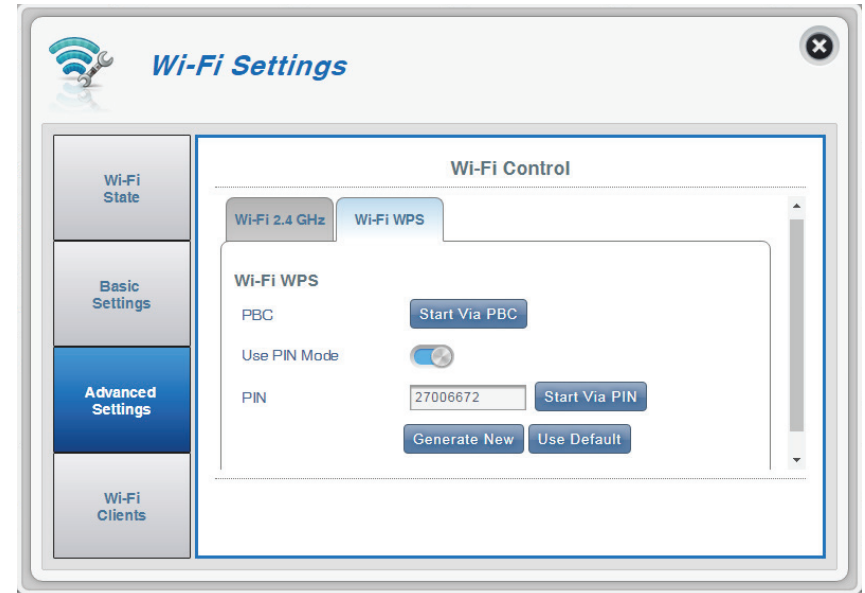 Wi-Fi Settings
Wi-Fi
State
Basic
Settings
Advanced
Settings
Wi-Fi
Clients
Wi-Fi Control
Wi-Fi 2.4 GHz
Wi-Fi WPS
Wi-Fi WPS
PBC
Start Via PBC
Use PIN Mode
PIN
27006672
Start Via PIN
Generate New
Use Default